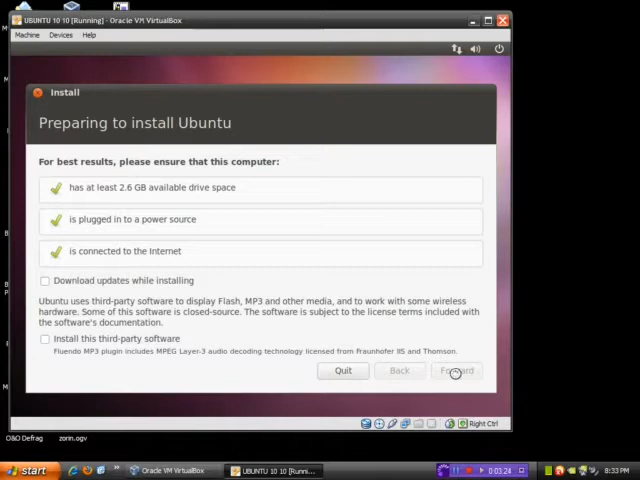 UBUNTU 10 10 [Running] - Oracle VM VirtualBox
Machine Devices Help
Install
Preparing to install Ubuntu
For best results, please ensure that this computer:
has at least 2.6 GB available drive space
is plugged in to a power source
is connected to the Internet
Download updates while installing
Ubuntu uses third-party software to display Flash, MP3 and other media, and to work with some wireless
hardware. Some of this software is closed-source. The software is subject to the license terms included with
the software's documentation.
Install this third-party software
Fluendo MP3 plugin includes MPEG Layer-3 audio decoding technology licensed from Fraunhofer IIS and Thomson.
Quit Back Forward
Right Ctrl
O&O Defrag zorin.ogv
start Oracle VM VirtualBox UBUNTU 10 10 [Runni... 0:03:24 8:33 PM